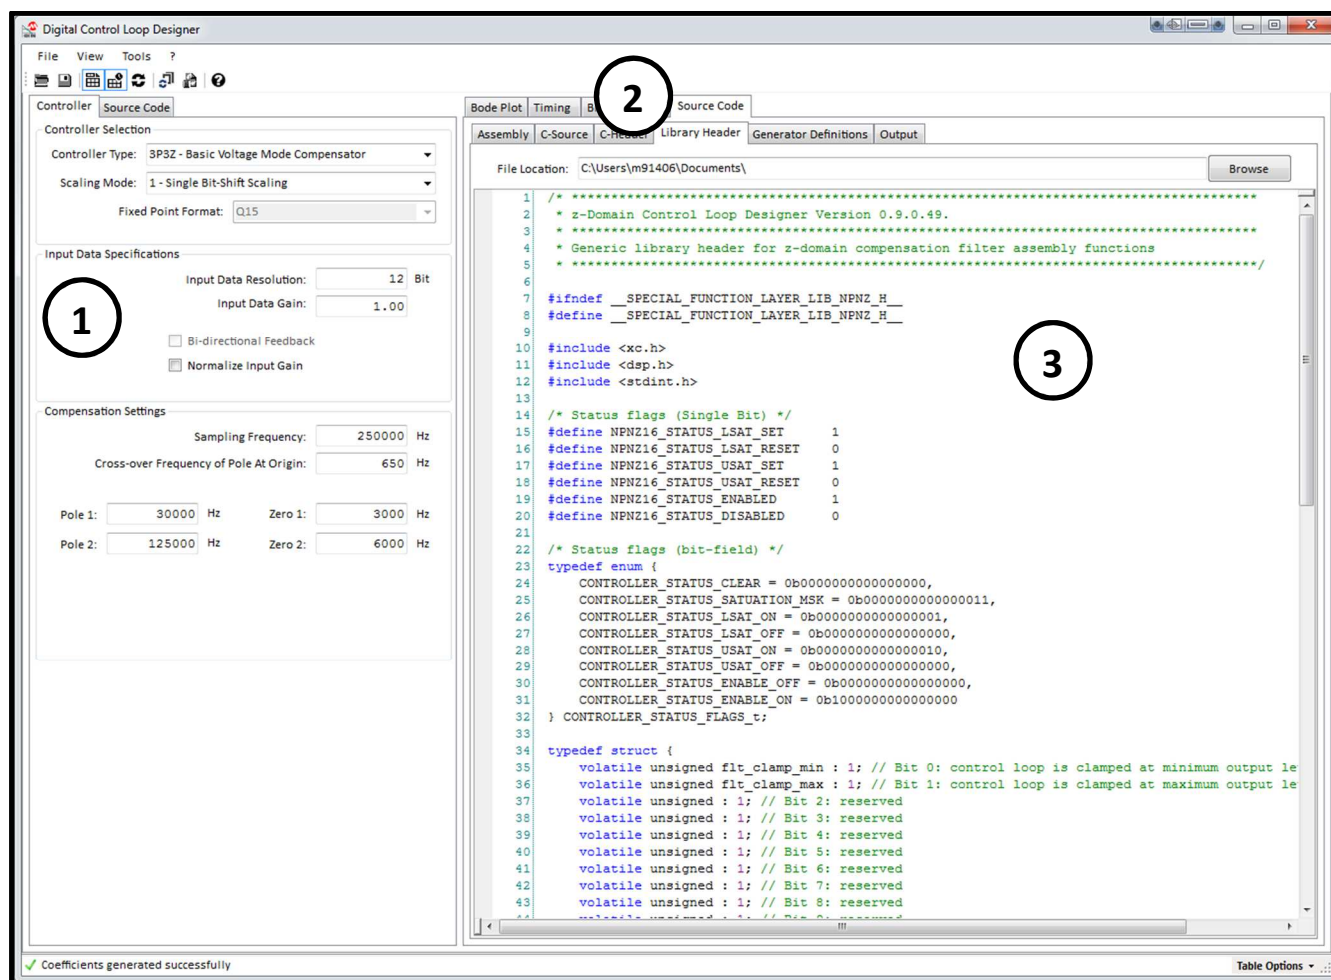 Digital Control Loop Designer
File View Tools ?
Controller Source Code
Controller Selection
Controller Type: 3P3Z - Basic Voltage Mode Compensator
Scaling Mode: 1 - Single Bit-Shift Scaling
Fixed Point Format: Q15
Input Data Specifications
Input Data Resolution: 12 Bit
Input Data Gain: 1.00
1
Bi-directional Feedback
Normalize Input Gain
Compensation Settings
Sampling Frequency: 250000 Hz
Cross-over Frequency of Pole At Origin: 650 Hz
Pole 1: 30000 Hz Zero 1: 3000 Hz
Pole 2: 125000 Hz Zero 2: 6000 Hz
2
Bode Plot Timing Source Code
Assembly C-Source C-Header Library Header Generator Definitions Output
File Location: C:\Users\m91406\Documents\ Browse
3
1 /* ****************************************************************************************
2 * z-Domain Control Loop Designer Version 0.9.0.49.
3 * ****************************************************************************************
4 * Generic library header for z-domain compensation filter assembly functions
5 * ****************************************************************************************/
6
7 #ifndef __SPECIAL_FUNCTION_LAYER_LIB_NPNZ_H__
8 #define __SPECIAL_FUNCTION_LAYER_LIB_NPNZ_H__
9
10 #include <xc.h>
11 #include <dsp.h>
12 #include <stdint.h>
13
14 /* Status flags (Single Bit) */
15 #define NPNZ16_STATUS_LSAT_SET 1
16 #define NPNZ16_STATUS_LSAT_RESET 0
17 #define NPNZ16_STATUS_USAT_SET 1
18 #define NPNZ16_STATUS_USAT_RESET 0
19 #define NPNZ16_STATUS_ENABLED 1
20 #define NPNZ16_STATUS_DISABLED 0
21
22 /* Status flags (bit-field) */
23 typedef enum {
24 CONTROLLER_STATUS_CLEAR = 0b0000000000000000,
25 CONTROLLER_STATUS_SATUATION_MSK = 0b0000000000000011,
26 CONTROLLER_STATUS_LSAT_ON = 0b0000000000000001,
27 CONTROLLER_STATUS_LSAT_OFF = 0b0000000000000000,
28 CONTROLLER_STATUS_USAT_ON = 0b0000000000000010,
29 CONTROLLER_STATUS_USAT_OFF = 0b0000000000000000,
30 CONTROLLER_STATUS_ENABLE_OFF = 0b0000000000000000,
31 CONTROLLER_STATUS_ENABLE_ON = 0b1000000000000000
32 } CONTROLLER_STATUS_FLAGS_t;
33
34 typedef struct {
35 volatile unsigned flt_clamp_min : 1; // Bit 0: control loop is clamped at minimum output le
36 volatile unsigned flt_clamp_max : 1; // Bit 1: control loop is clamped at maximum output le
37 volatile unsigned : 1; // Bit 2: reserved
38 volatile unsigned : 1; // Bit 3: reserved
39 volatile unsigned : 1; // Bit 4: reserved
40 volatile unsigned : 1; // Bit 5: reserved
41 volatile unsigned : 1; // Bit 6: reserved
42 volatile unsigned : 1; // Bit 7: reserved
43 volatile unsigned : 1; // Bit 8: reserved
Coefficients generated successfully
Table Options